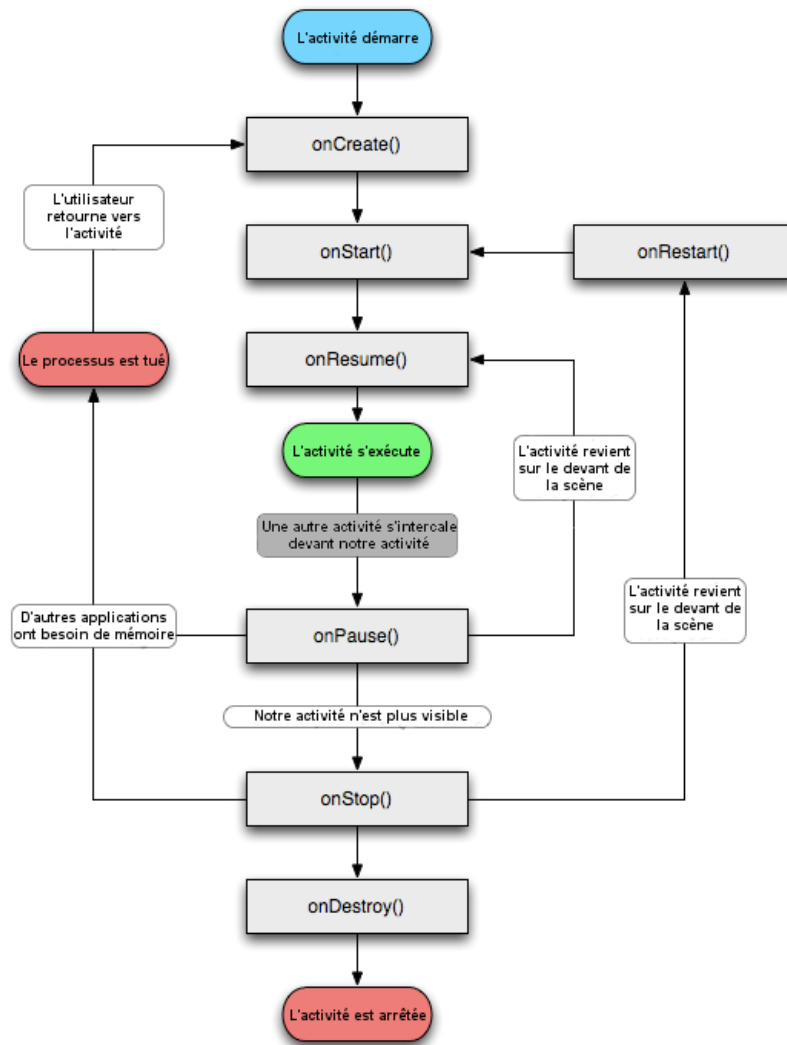 L'activité démarre
onCreate()
L'utilisateur
retourne vers
l'activité
onStart()
onRestart()
Le processus est tué
onResume()
L'activité s'exécute
L'activité revient
sur le devant de
la scène
Une autre activité s'intercale
devant notre activité
D'autres applications
ont besoin de mémoire
onPause()
L'activité revient
sur le devant de
la scène
Notre activité n'est plus visible
onStop()
onDestroy()
L'activité est arrêtée